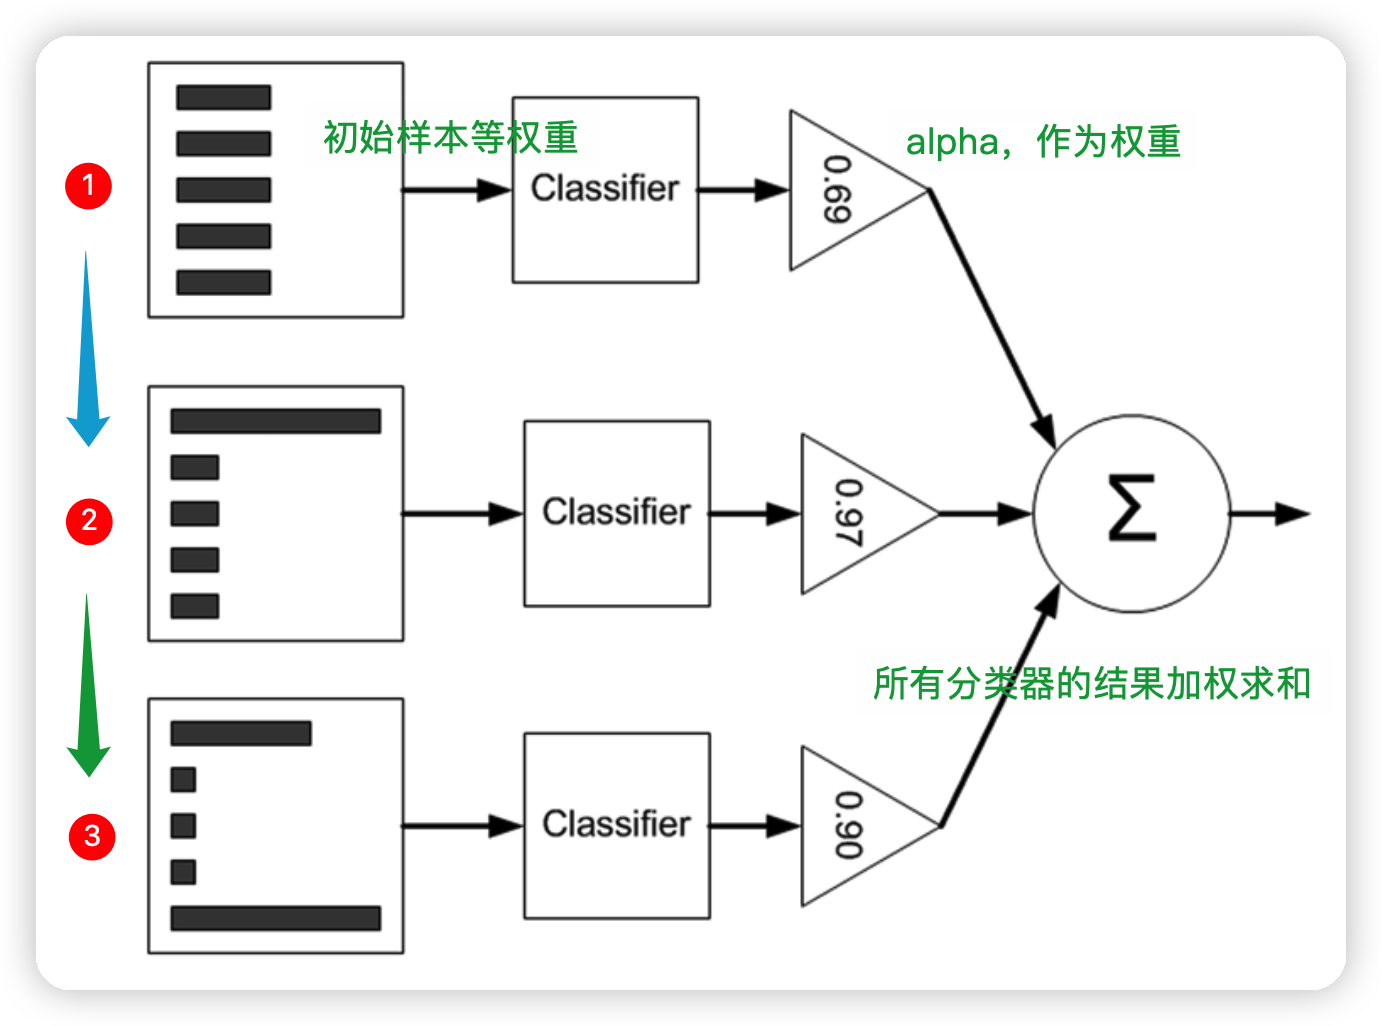 1
初始样本等权重
Classifier
0.69
alpha，作为权重
2
Classifier
0.97
Σ
所有分类器的结果加权求和
3
Classifier
0.90